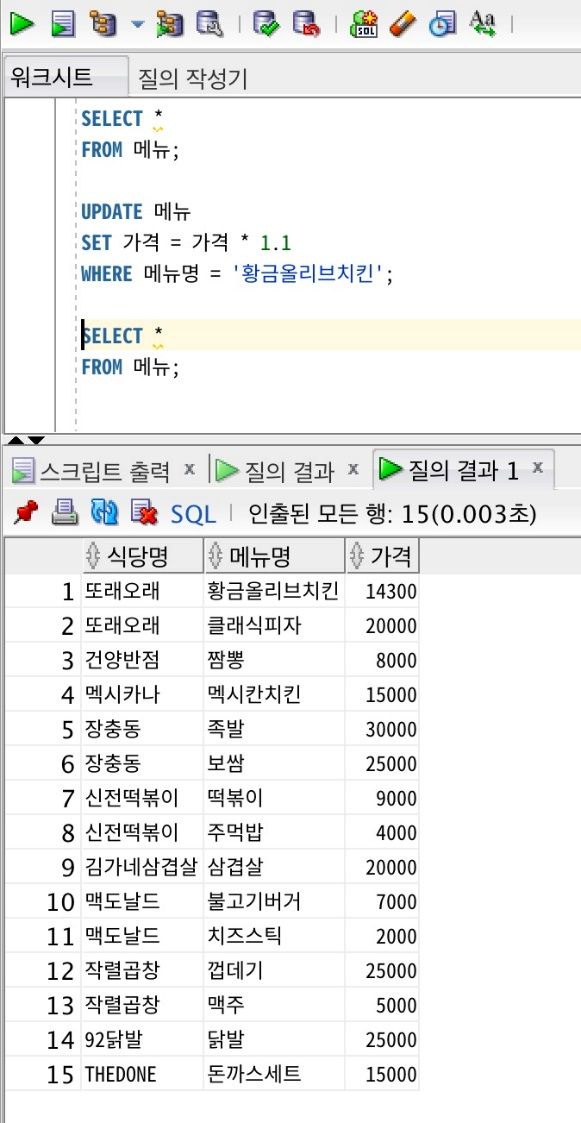 워크시트 질의 작성기
SELECT *
FROM 메뉴;
UPDATE 메뉴
SET 가격 = 가격 * 1.1
WHERE 메뉴명 = '황금올리브치킨';
SELECT *
FROM 메뉴;
스크립트 출력 x 질의 결과 x 질의 결과 1 x
SQL 인출된 모든 행: 15(0.003초)
식당명 메뉴명 가격
1 또래오래 황금올리브치킨 14300
2 또래오래 클래식피자 20000
3 건양반점 짬뽕 8000
4 멕시카나 멕시칸치킨 15000
5 장충동 족발 30000
6 장충동 보쌈 25000
7 신전떡볶이 떡볶이 9000
8 신전떡볶이 주먹밥 4000
9 김가네삼겹살 삼겹살 20000
10 맥도날드 불고기버거 7000
11 맥도날드 치즈스틱 2000
12 작렬곱창 껍데기 25000
13 작렬곱창 맥주 5000
14 92닭발 닭발 25000
15 THEDONE 돈까스세트 15000